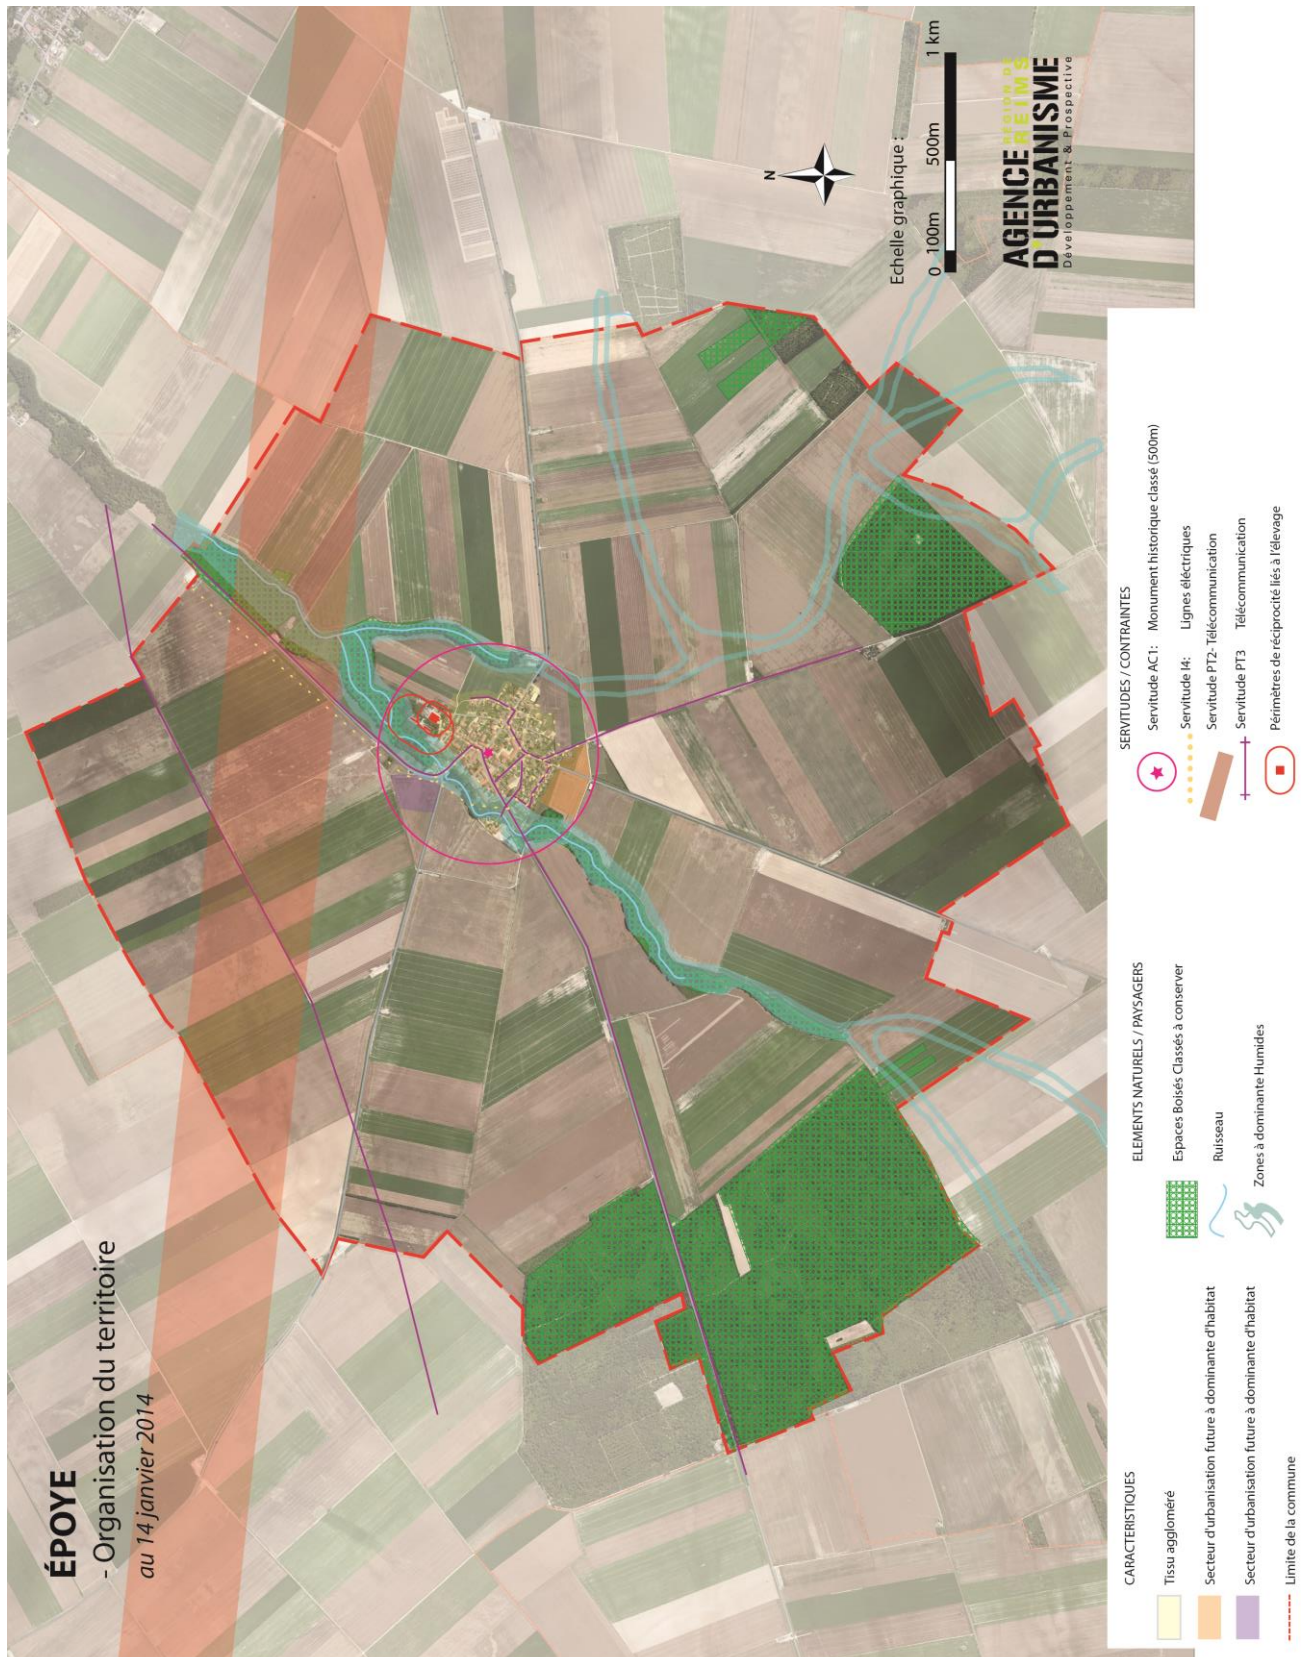 ÉPOYE
- Organisation du territoire
au 14 janvier 2014
N
Echelle graphique :
0 100m 500m 1 km
AGENCE RÉGION DE REIMS
D'URBANISME
Développement & Prospective
CARACTERISTIQUES
Tissu aggloméré
Secteur d'urbanisation future à dominante d'habitat
Secteur d'urbanisation future à dominante d'habitat
Limite de la commune
ELEMENTS NATURELS / PAYSAGERS
Espaces Boisés Classés à conserver
Ruisseau
Zones à dominante Humides
SERVITUDES / CONTRAINTES
Servitude AC1: Monument historique classé (500m)
Servitude I4: Lignes éléctriques
Servitude PT2- Télécommunication
Servitude PT3 Télécommunication
Périmètres de réciprocité liés à l'élevage